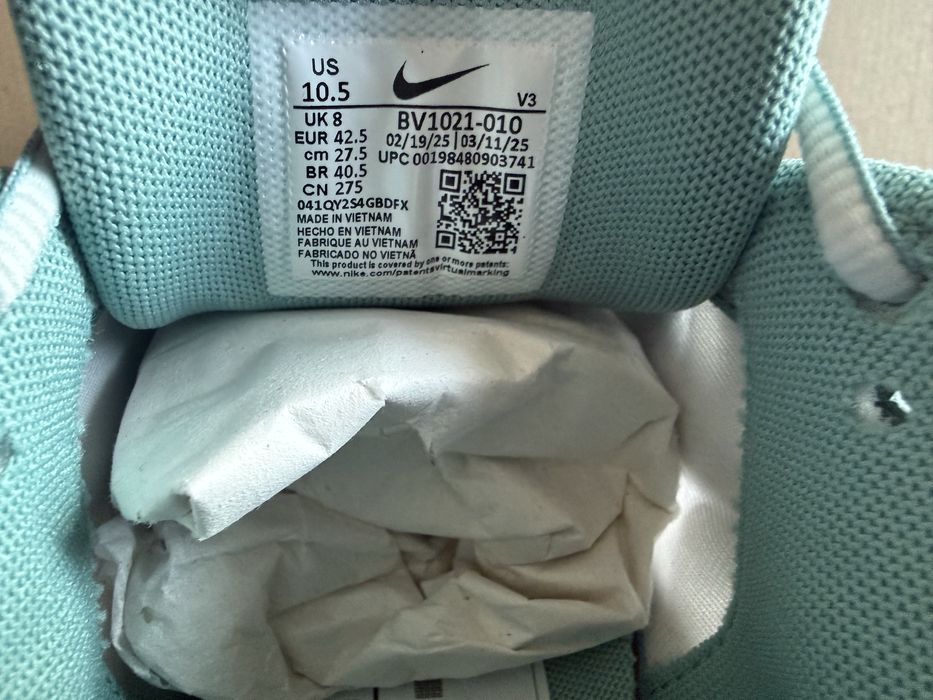 US
10.5
V3
UK 8
EUR 42.5
cm 27.5
BR 40.5
CN 275
BV1021-010
02/19/25 | 03/11/25
UPC 00198480903741
041QY2S4GBDFX
MADE IN VIETNAM
HECHO EN VIETNAM
FABRIQUE AU VIETNAM
FABRICADO NO VIETNÃ
This product is covered by one or more patents:
www.nike.com/patentsvirtualmarking